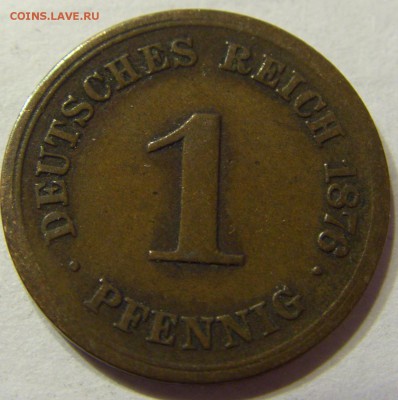 COINS.LAVE.RU
DEUTSCHES REICH 1876
1
· PFENNIG ·